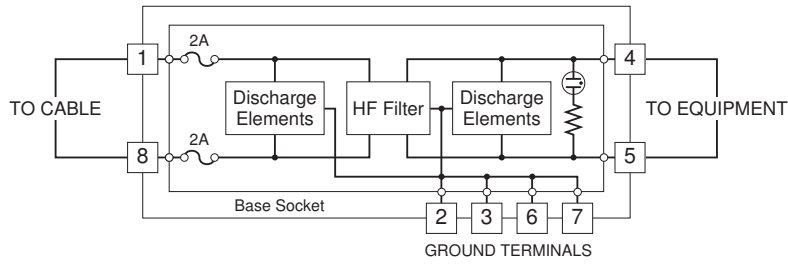 2A
1
4
TO CABLE
Discharge
Elements
HF Filter
Discharge
Elements
TO EQUIPMENT
2A
8
5
Base Socket
2
3
6
7
GROUND TERMINALS